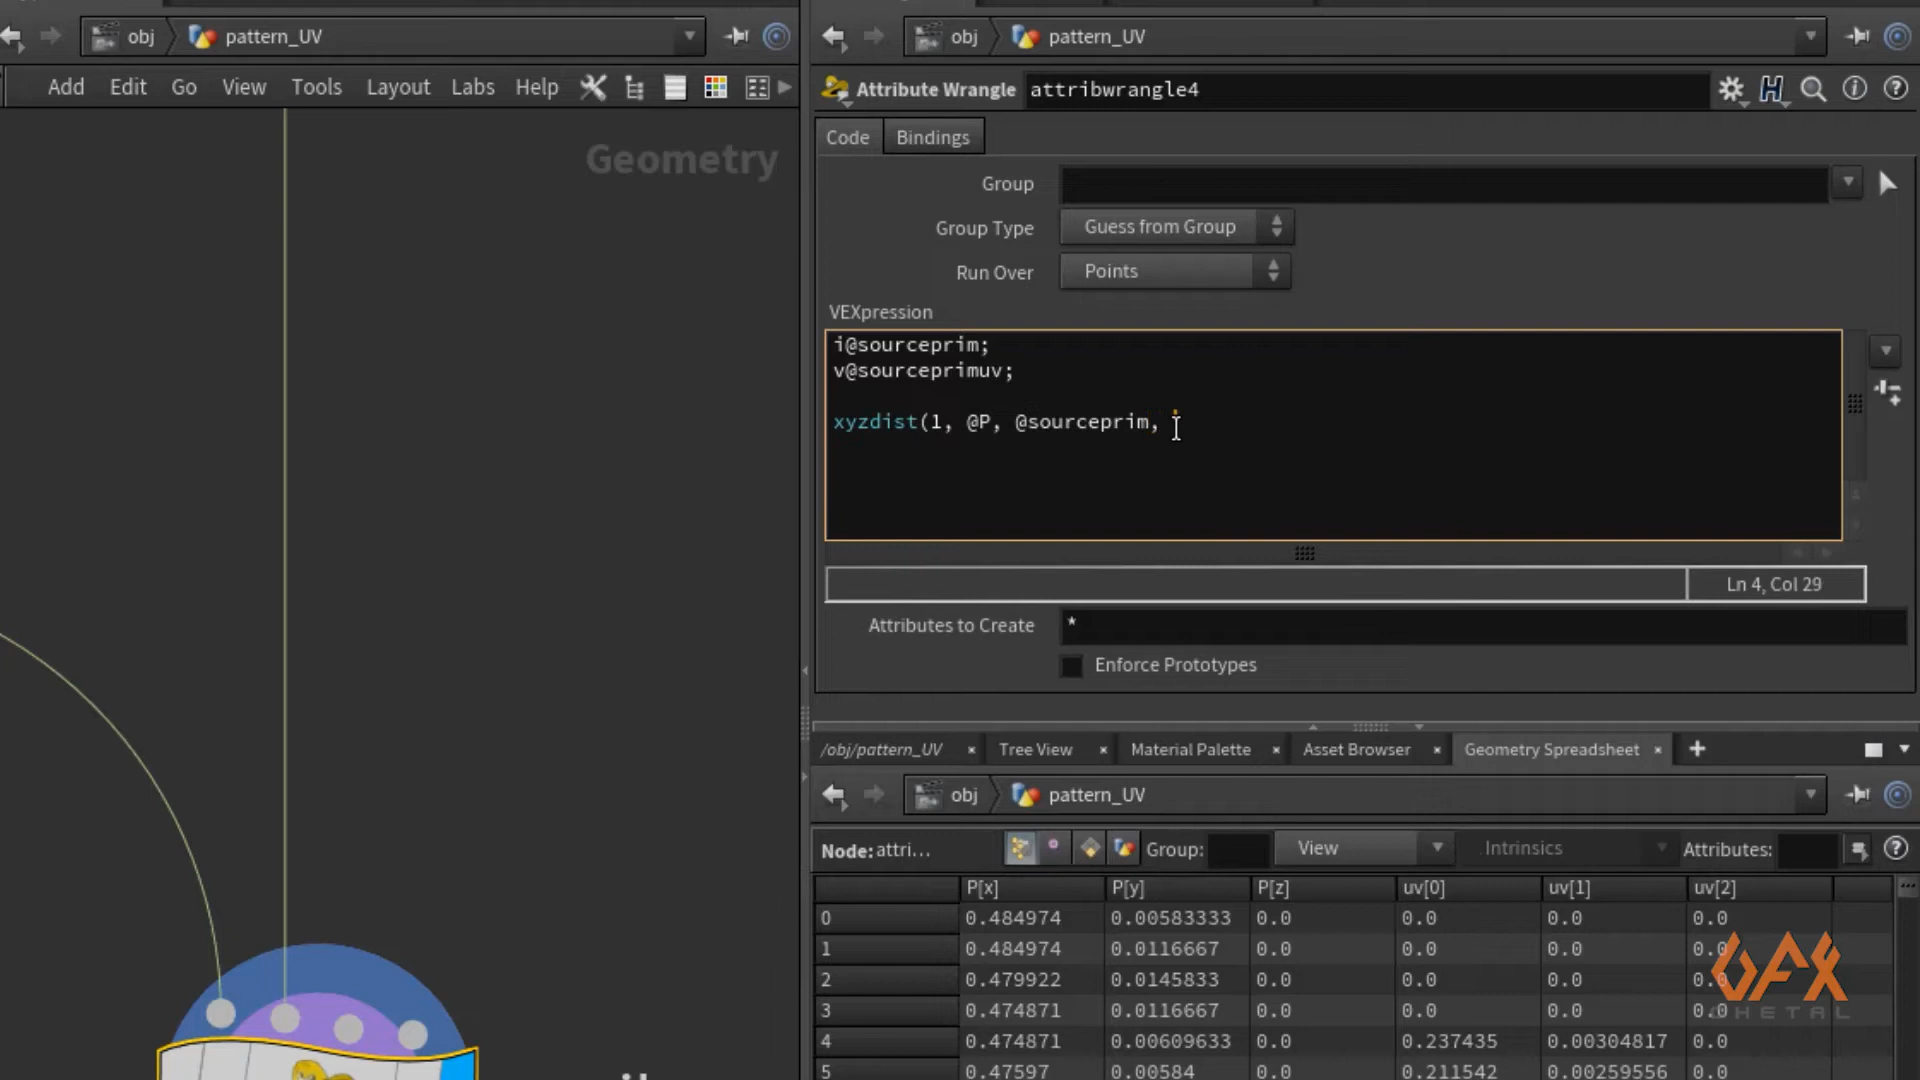 obj pattern_UV
obj pattern_UV
Add Edit Go View Tools Layout Labs Help
Attribute Wrangle attribwrangle4
Code Bindings
Geometry
Group
Group Type Guess from Group
Run Over Points
VEXpression
i@sourceprim;
v@sourceprimuv;
xyzdist(1, @P, @sourceprim,
Ln 4, Col 29
Attributes to Create *
Enforce Prototypes
/obj/pattern_UV × Tree View × Material Palette × Asset Browser × Geometry Spreadsheet × +
obj pattern_UV
Node: attri... Group: View Intrinsics Attributes:
P[x] P[y] P[z] uv[0] uv[1] uv[2]
0 0.484974 0.00583333 0.0 0.0 0.0 0.0
1 0.484974 0.0116667 0.0 0.0 0.0 0.0
2 0.479922 0.0145833 0.0 0.0 0.0 0.0
3 0.474871 0.0116667 0.0 0.0 0.0 0.0
4 0.474871 0.00609633 0.0 0.237435 0.00304817 0.0
5 0.47597 0.00584 0.0 0.211542 0.00259556 0.0